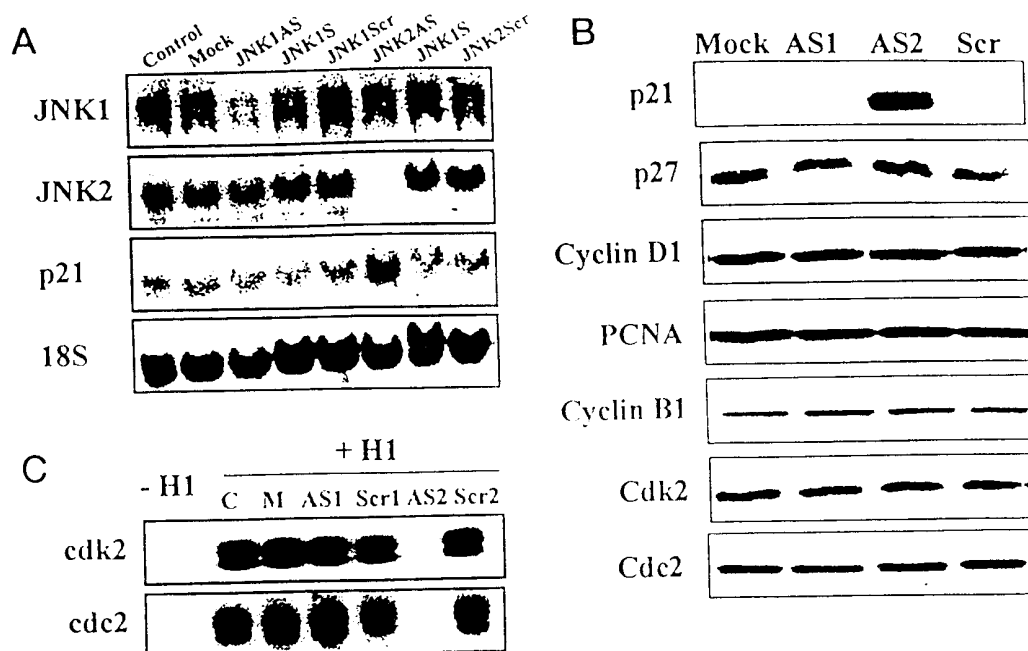 A
Control Mock JNK1AS JNK1S JNK1Scr JNK2AS JNK1S JNK2Scr
JNK1
JNK2
p21
18S
B
Mock AS1 AS2 Scr
p21
p27
Cyclin D1
PCNA
Cyclin B1
Cdk2
Cdc2
C
+ H1
- H1
C M AS1 Scr1 AS2 Scr2
cdk2
cdc2